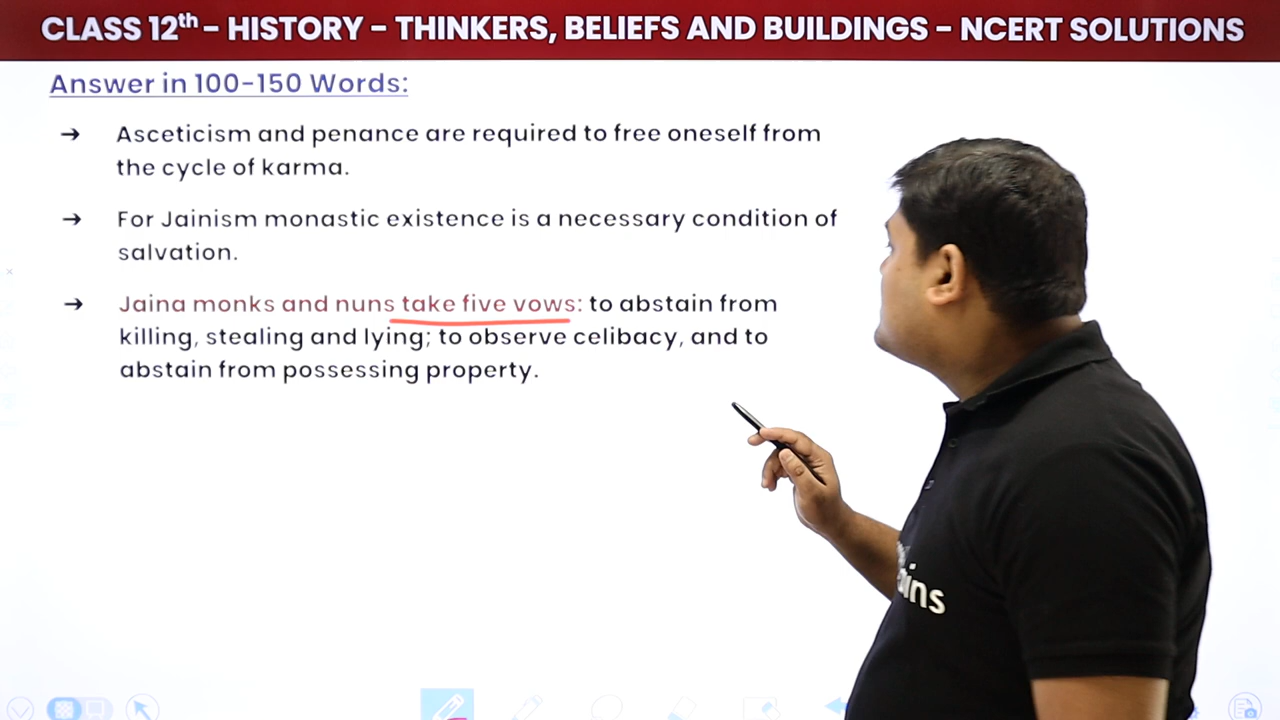 CLASS 12th – HISTORY – THINKERS, BELIEFS AND BUILDINGS – NCERT SOLUTIONS
Answer in 100-150 Words:
→ Asceticism and penance are required to free oneself from
the cycle of karma.
→ For Jainism monastic existence is a necessary condition of
salvation.
→ Jaina monks and nuns take five vows: to abstain from
killing, stealing and lying; to observe celibacy, and to
abstain from possessing property.